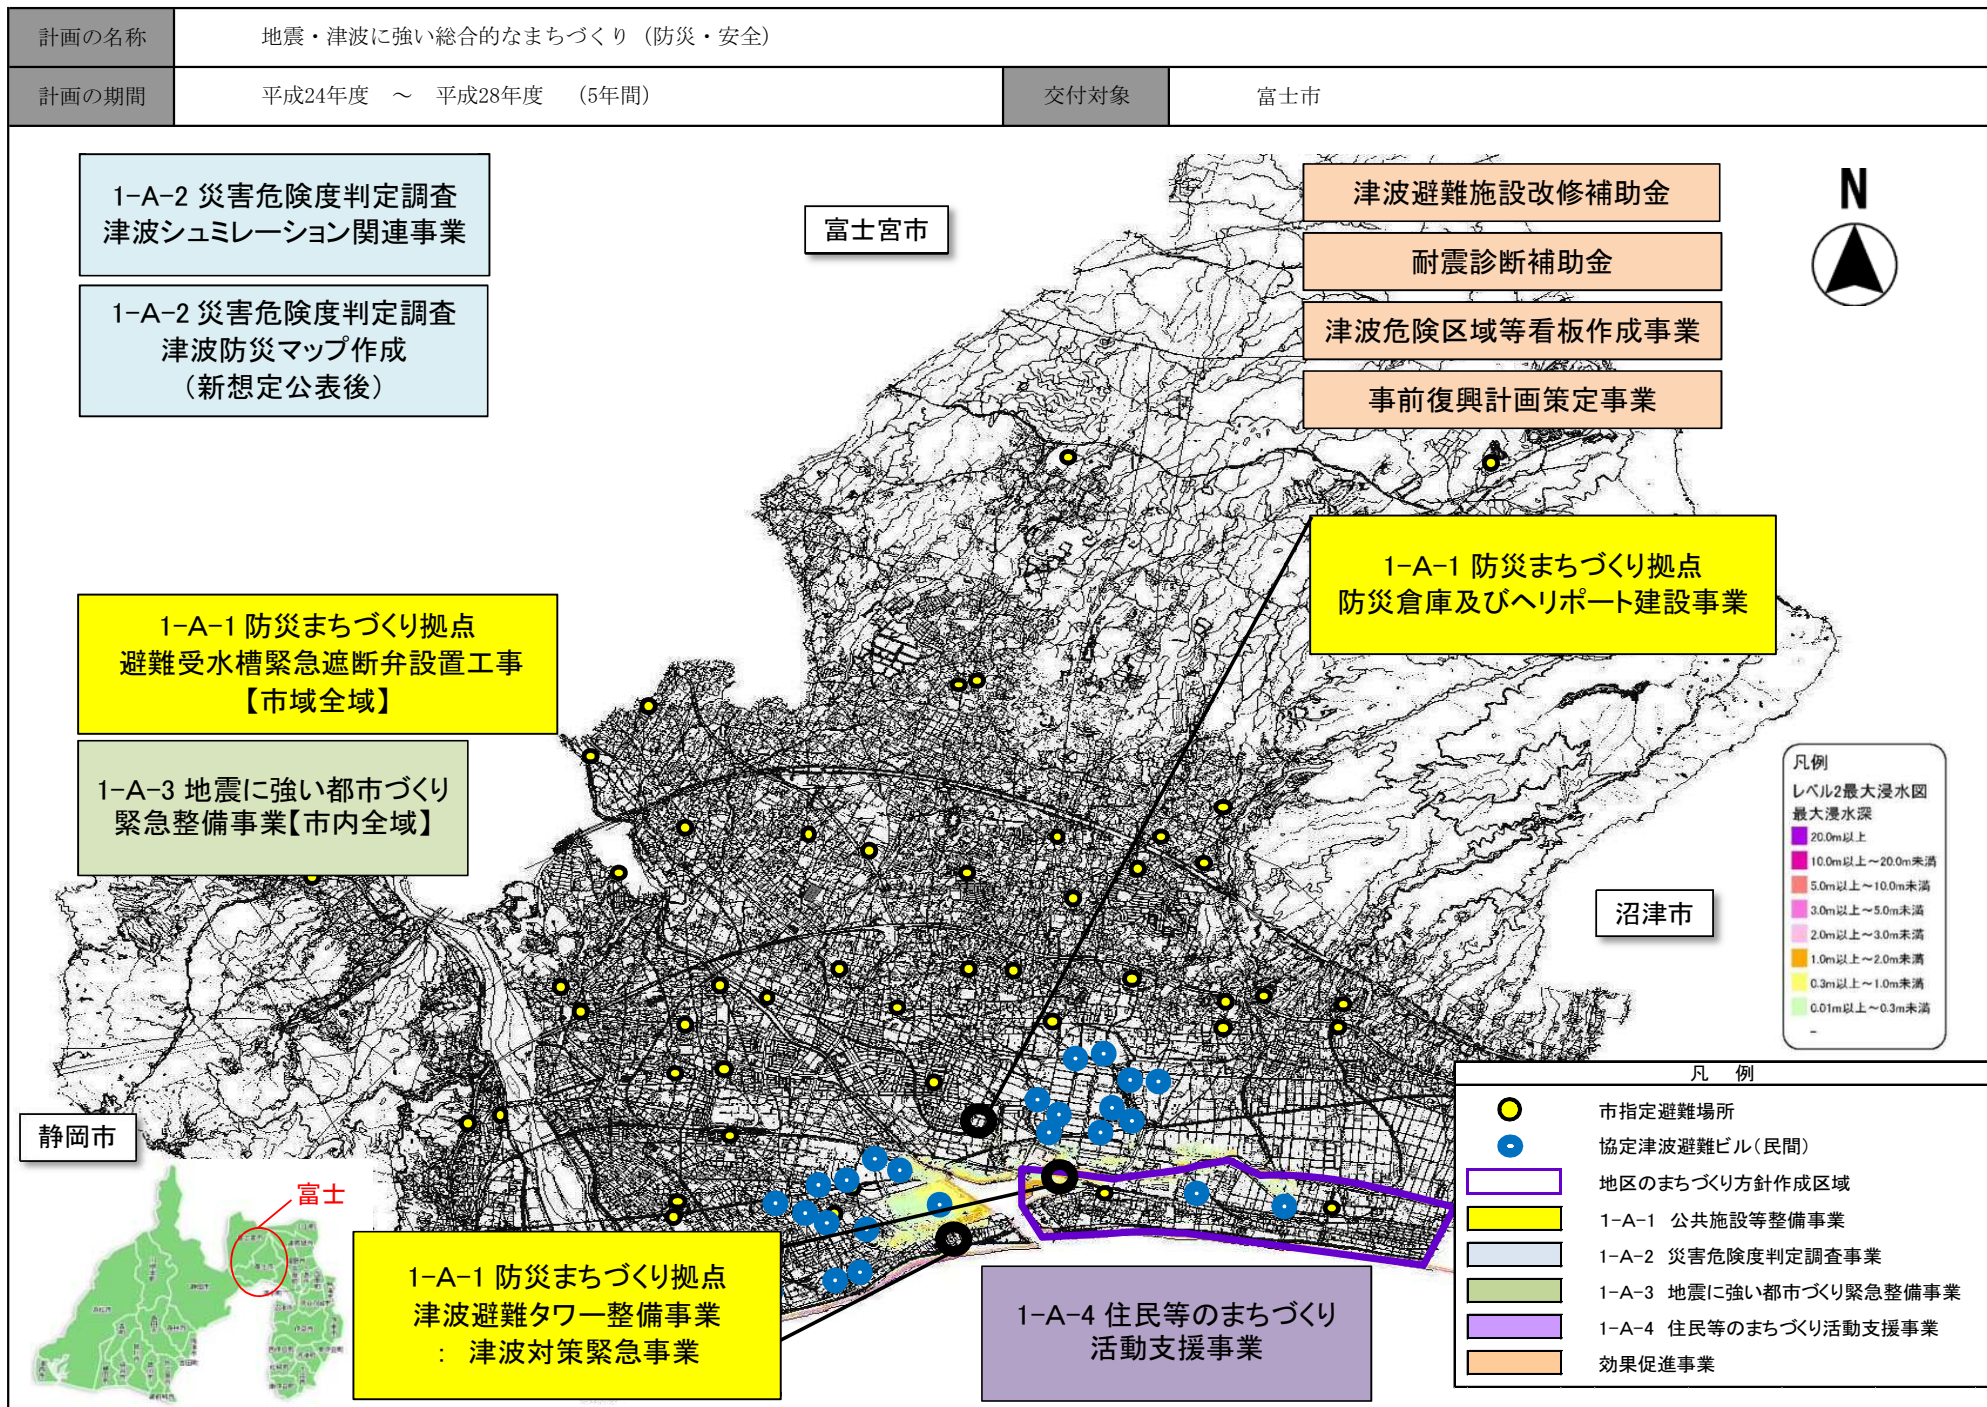 計画の名称
地震・津波に強い総合的なまちづくり（防災・安全）
計画の期間
平成24年度　～　平成28年度　（5年間）
交付対象
富士市
1-A-2 災害危険度判定調査
津波シュミレーション関連事業
1-A-2 災害危険度判定調査
津波防災マップ作成
（新想定公表後）
富士宮市
津波避難施設改修補助金
耐震診断補助金
津波危険区域等看板作成事業
事前復興計画策定事業
N
1-A-1 防災まちづくり拠点
防災倉庫及びヘリポート建設事業
1-A-1 防災まちづくり拠点
避難受水槽緊急遮断弁設置工事
【市域全域】
1-A-3 地震に強い都市づくり
緊急整備事業【市内全域】
凡例
レベル2最大浸水図
最大浸水深
20.0m以上
10.0m以上～20.0m未満
5.0m以上～10.0m未満
3.0m以上～5.0m未満
2.0m以上～3.0m未満
1.0m以上～2.0m未満
0.3m以上～1.0m未満
0.01m以上～0.3m未満
-
沼津市
静岡市
富士
1-A-1 防災まちづくり拠点
津波避難タワー整備事業
： 津波対策緊急事業
1-A-4 住民等のまちづくり
活動支援事業
凡　例
市指定避難場所
協定津波避難ビル（民間）
地区のまちづくり方針作成区域
1-A-1 公共施設等整備事業
1-A-2 災害危険度判定調査事業
1-A-3 地震に強い都市づくり緊急整備事業
1-A-4 住民等のまちづくり活動支援事業
効果促進事業